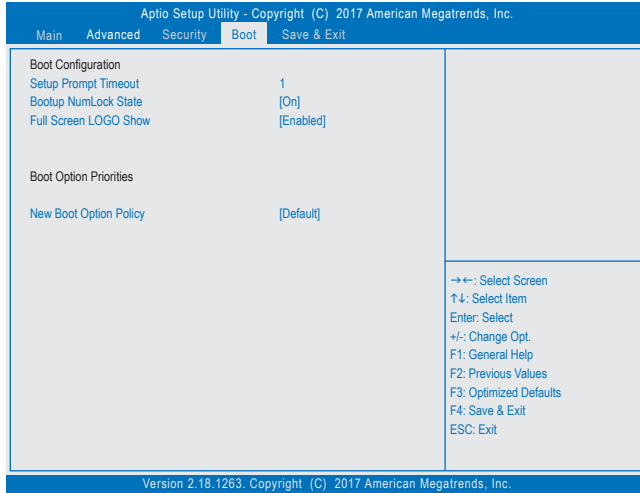 Aptio Setup Utility - Copyright (C) 2017 American Megatrends, Inc.
Main Advanced Security Boot Save & Exit
Boot Configuration
Setup Prompt Timeout 1
Bootup NumLock State [On]
Full Screen LOGO Show [Enabled]
Boot Option Priorities
New Boot Option Policy [Default]
→←: Select Screen
↑↓: Select Item
Enter: Select
+/-: Change Opt.
F1: General Help
F2: Previous Values
F3: Optimized Defaults
F4: Save & Exit
ESC: Exit
Version 2.18.1263. Copyright (C) 2017 American Megatrends, Inc.